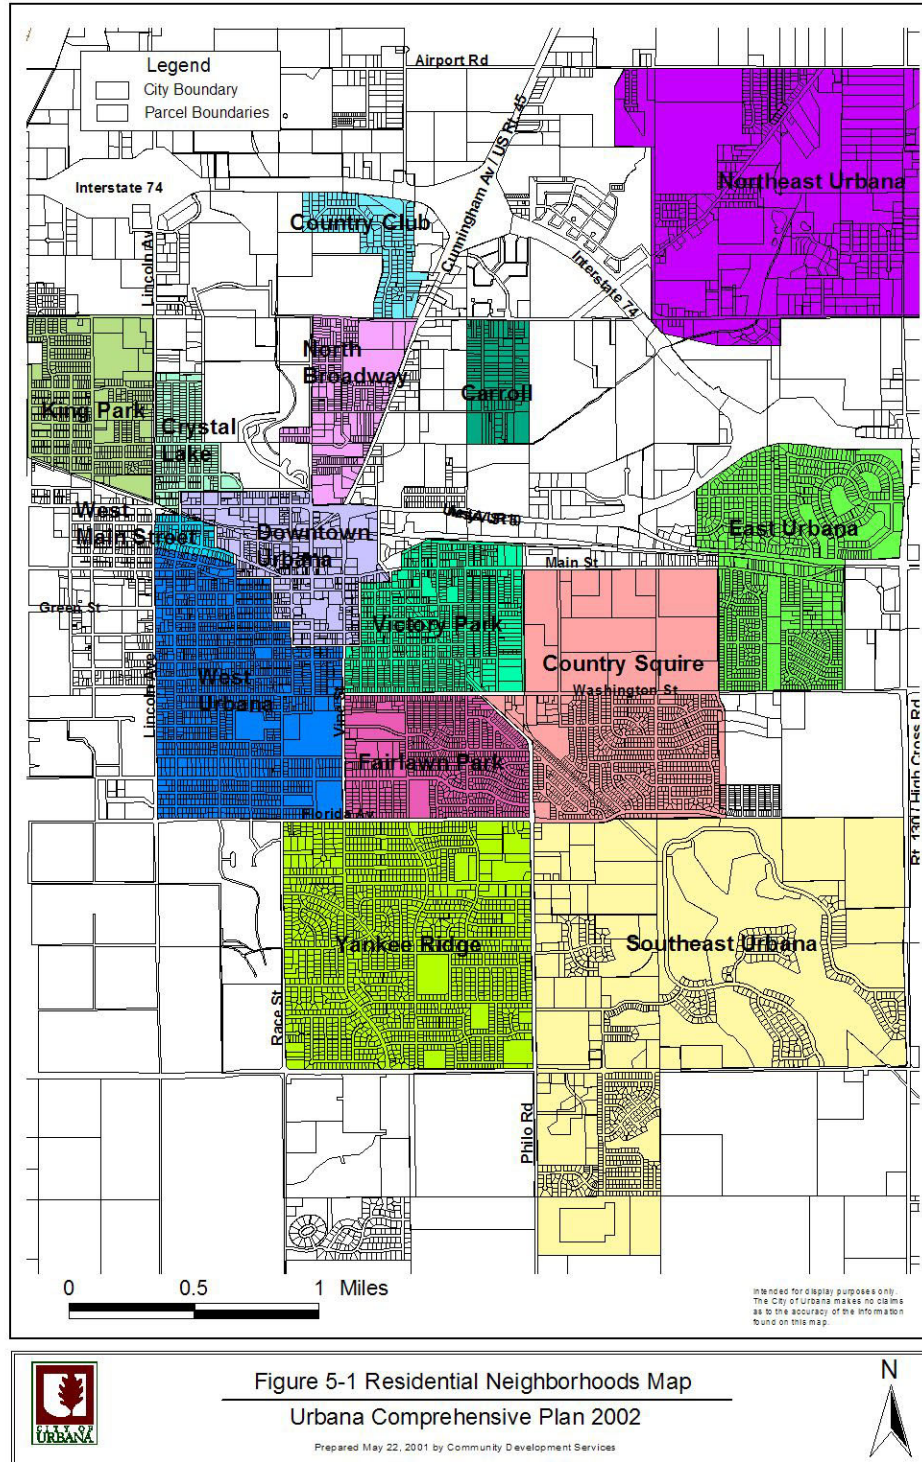 Legend
City Boundary
Parcel Boundaries
Airport Rd
Cunningham Av / US Rt. 45
Interstate 74
Northeast Urbana
Country Club
Lincoln Av
Interstate 74
North
Broadway
King Park
Carroll
Crystal
Lake
West
Main Street
Downtown
Urbana
East Urbana
Main St
Green St
Victory Park
Country Squire
Washington St
West
Urbana
Lincoln Ave
Vine St
Fairlawn Park
Florida Av
Rt. 130 / High Cross Rd
Yankee Ridge
Southeast Urbana
Race St
Philo Rd
0 0.5 1 Miles
Intended for display purposes only.
The City of Urbana makes no claims
as to the accuracy of the information
found on this map.
CITY OF
URBANA
Figure 5-1 Residential Neighborhoods Map
Urbana Comprehensive Plan 2002
Prepared May 22, 2001 by Community Development Services
N